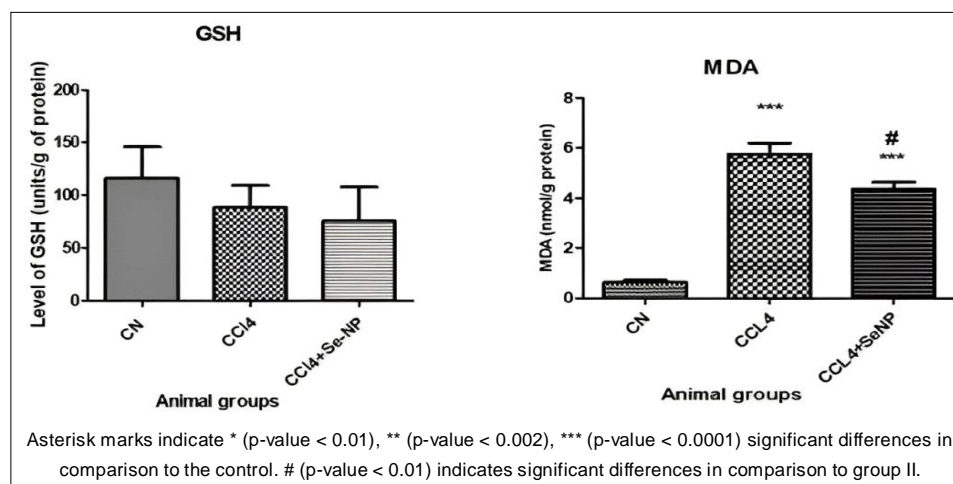 GSH
Level of GSH (units/g of protein)
200
150
100
50
0
CN
CCl4
CCl4+Se-NP
Animal groups
MDA
MDA (nmol/g protein)
8
6
4
2
0
***
#
***
CN
CCL4
CCL4+SeNP
Animal groups
Asterisk marks indicate * (p-value < 0.01), ** (p-value < 0.002), *** (p-value < 0.0001) significant differences in
comparison to the control. # (p-value < 0.01) indicates significant differences in comparison to group II.